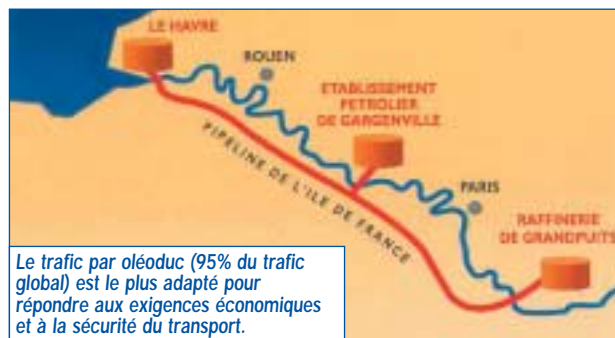 LE HAVRE
ROUEN
ETABLISSEMENT
PETROLIER
DE GARGENVILLE
PIPELINE DE L'ILE DE FRANCE
PARIS
RAFFINERIE
DE GRANDPUITS
Le trafic par oléoduc (95% du trafic
global) est le plus adapté pour
répondre aux exigences économiques
et à la sécurité du transport.